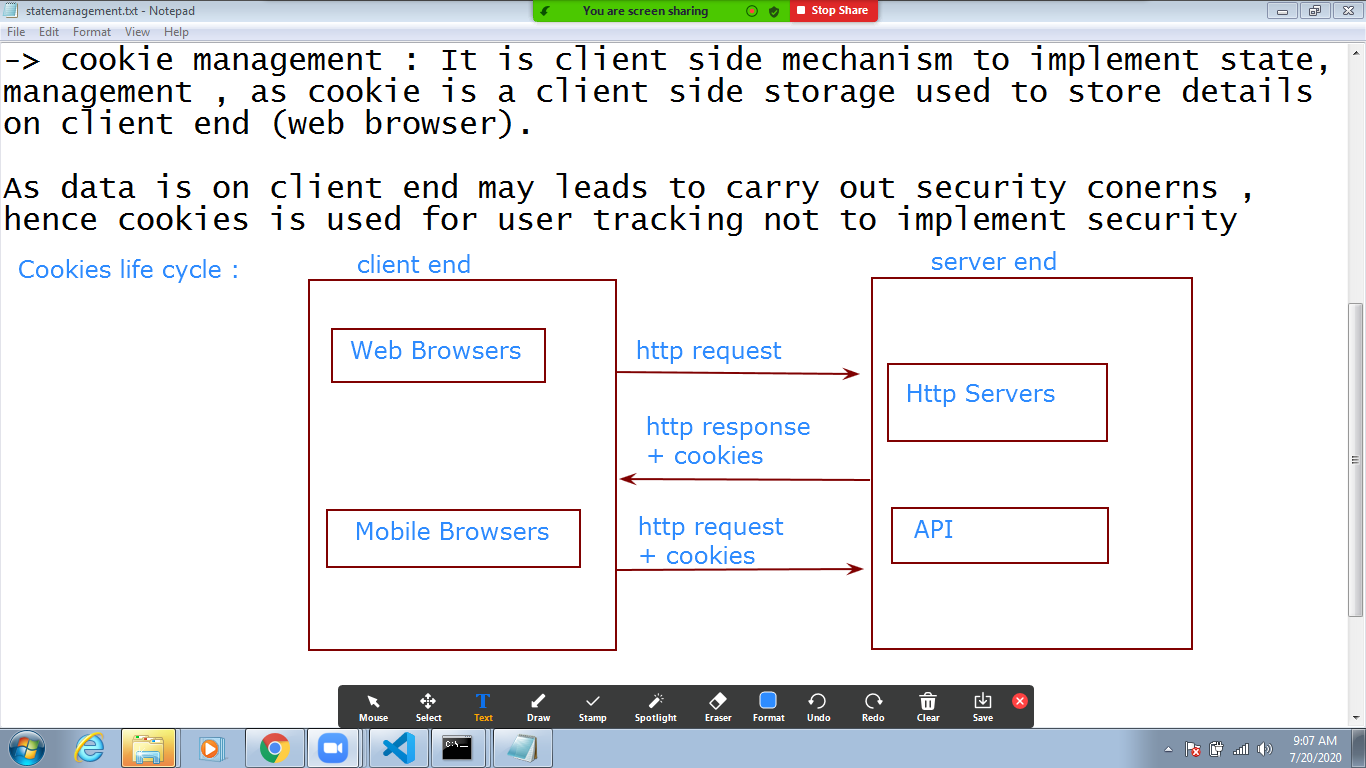 statemanagement.txt - Notepad
You are screen sharing
Stop Share
File Edit Format View Help
-> cookie management : It is client side mechanism to implement state,
management , as cookie is a client side storage used to store details
on client end (web browser).
As data is on client end may leads to carry out security conerns ,
hence cookies is used for user tracking not to implement security
Cookies life cycle :
client end
server end
Web Browsers
http request
Http Servers
http response
+ cookies
Mobile Browsers
http request
+ cookies
API
Mouse Select Text Draw Stamp Spotlight Eraser Format Undo Redo Clear Save
9:07 AM
7/20/2020